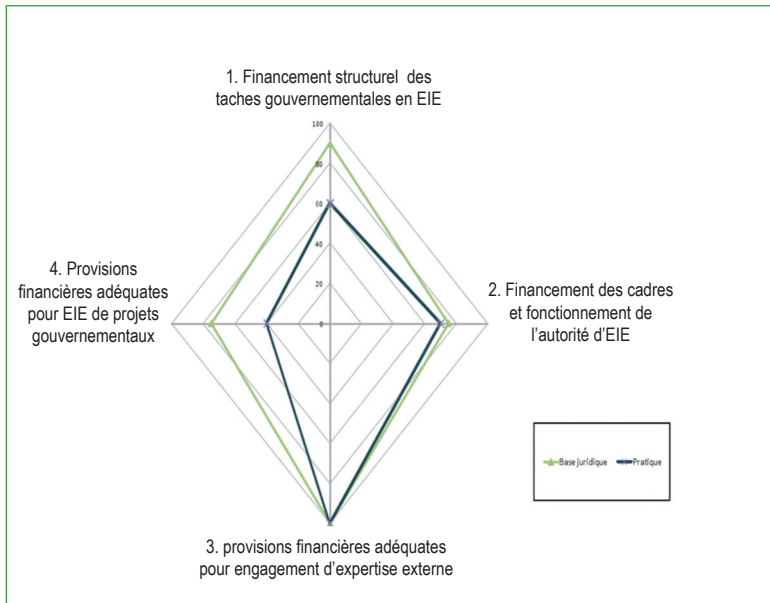 1. Financement structurel des
taches gouvernementales en EIE
100
80
60
40
20
0
4. Provisions
financières adéquates
pour EIE de projets
gouvernementaux
2. Financement des cadres
et fonctionnement de
l'autorité d'EIE
Base juridique
Pratique
3. provisions financières adéquates
pour engagement d'expertise externe